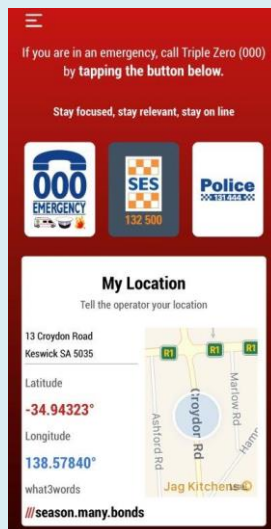 If you are in an emergency, call Triple Zero (000)
by tapping the button below.
Stay focused, stay relevant, stay on line
000
EMERGENCY
SES
132 500
Police
131 444
My Location
Tell the operator your location
13 Croydon Road
Keswick SA 5035
Latitude
-34.94323°
Longitude
138.57840°
what3words
///season.many.bonds
R1
R1
R1
Croydon Rd
Marlow Rd
Ashford Rd
Jag Kitchens